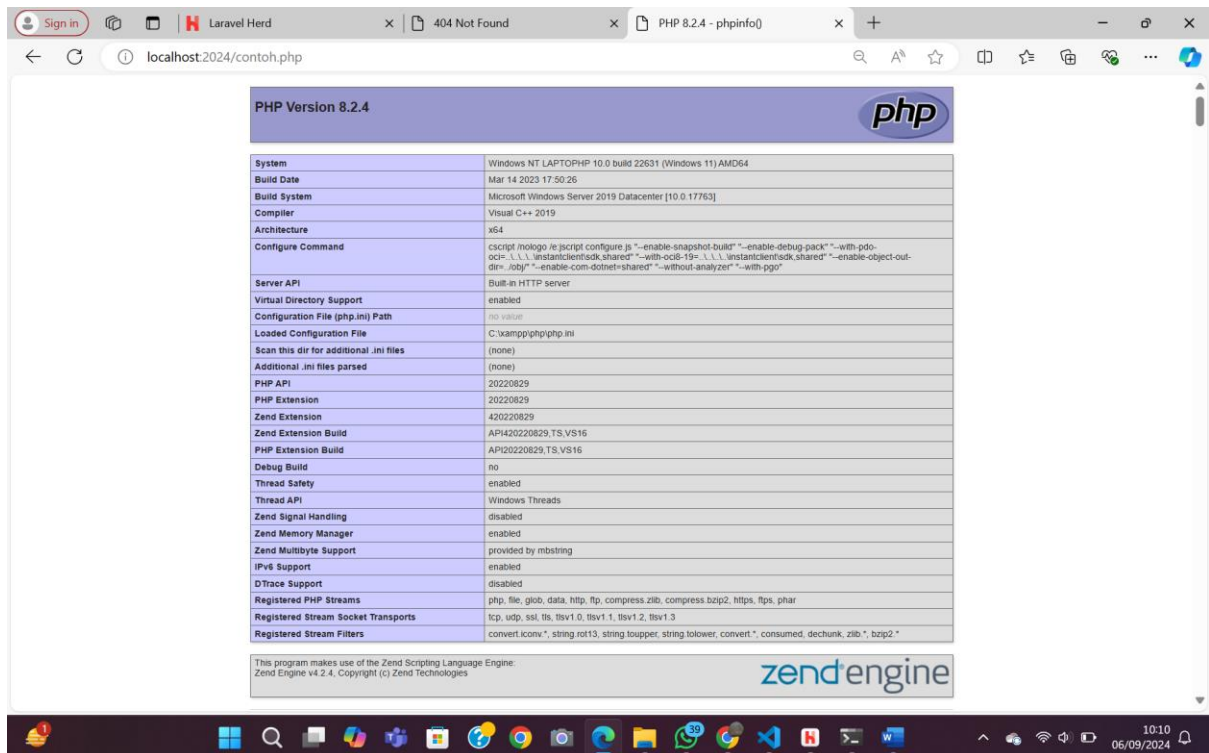 Sign in
Laravel Herd
404 Not Found
PHP 8.2.4 - phpinfo()
localhost:2024/contoh.php
PHP Version 8.2.4
php
System Windows NT LAPTOPHP 10.0 build 22631 (Windows 11) AMD64
Build Date Mar 14 2023 17:50:26
Build System Microsoft Windows Server 2019 Datacenter [10.0.17763]
Compiler Visual C++ 2019
Architecture x64
Configure Command cscript /nologo /e:jscript configure.js "--enable-snapshot-build" "--enable-debug-pack" "--with-pdo-
oci=..\..\..\..\instantclient\sdk,shared" "--with-oci8-19=..\..\..\..\instantclient\sdk,shared" "--enable-object-out-
dir=../obj/" "--enable-com-dotnet=shared" "--without-analyzer" "--with-pgo"
Server API Built-in HTTP server
Virtual Directory Support enabled
Configuration File (php.ini) Path no value
Loaded Configuration File C:\xampp\php\php.ini
Scan this dir for additional .ini files (none)
Additional .ini files parsed (none)
PHP API 20220829
PHP Extension 20220829
Zend Extension 420220829
Zend Extension Build API420220829,TS,VS16
PHP Extension Build API20220829,TS,VS16
Debug Build no
Thread Safety enabled
Thread API Windows Threads
Zend Signal Handling disabled
Zend Memory Manager enabled
Zend Multibyte Support provided by mbstring
IPv6 Support enabled
DTrace Support disabled
Registered PHP Streams php, file, glob, data, http, ftp, compress.zlib, compress.bzip2, https, ftps, phar
Registered Stream Socket Transports tcp, udp, ssl, tls, tlsv1.0, tlsv1.1, tlsv1.2, tlsv1.3
Registered Stream Filters convert.iconv.*, string.rot13, string.toupper, string.tolower, convert.*, consumed, dechunk, zlib.*, bzip2.*
This program makes use of the Zend Scripting Language Engine:
Zend Engine v4.2.4, Copyright (c) Zend Technologies
zend engine
1
39
10:10
06/09/2024